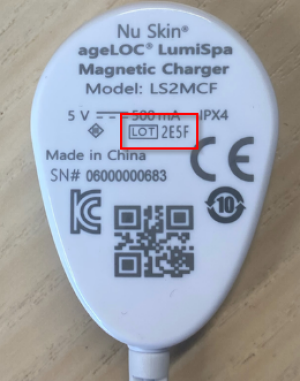 Nu Skin®
ageLOC® LumiSpa
Magnetic Charger
Model: LS2MCF
5 V ⎓ 500 mA IPX4
LOT 2E5F
Made in China
SN# 06000000683
CE
10